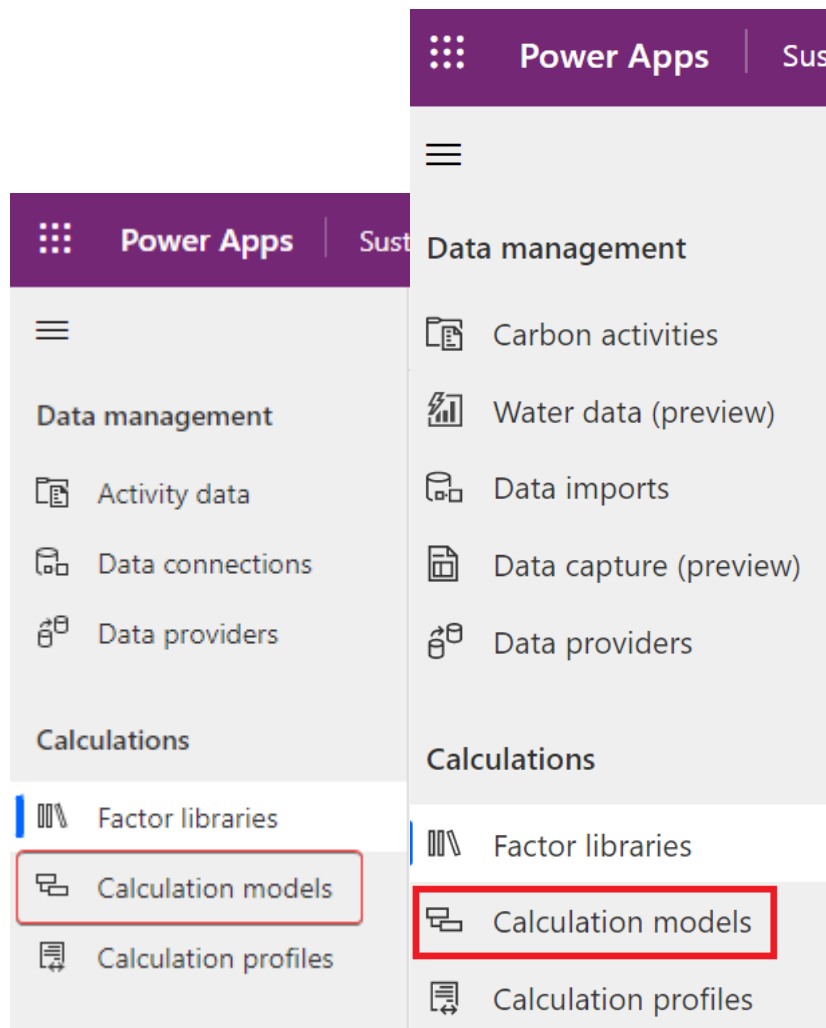 Power Apps Sust
Data management
Activity data
Data connections
Data providers
Calculations
Factor libraries
Calculation models
Calculation profiles
Power Apps Sus
Data management
Carbon activities
Water data (preview)
Data imports
Data capture (preview)
Data providers
Calculations
Factor libraries
Calculation models
Calculation profiles